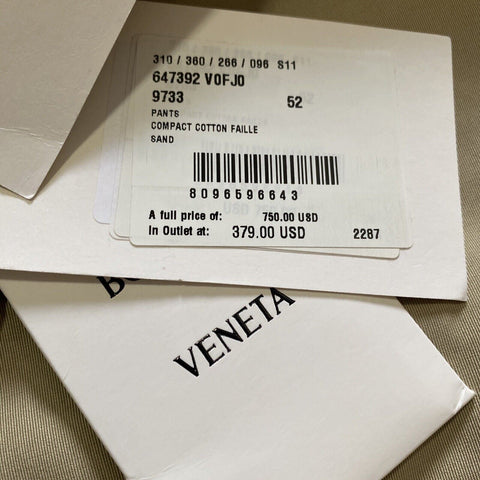 310 / 360 / 266 / 096 S11
647392 V0FJ0
9733 52
PANTS
COMPACT COTTON FAILLE
SAND
8096596643
A full price of: 750.00 USD
In Outlet at: 379.00 USD 2287
VENETA